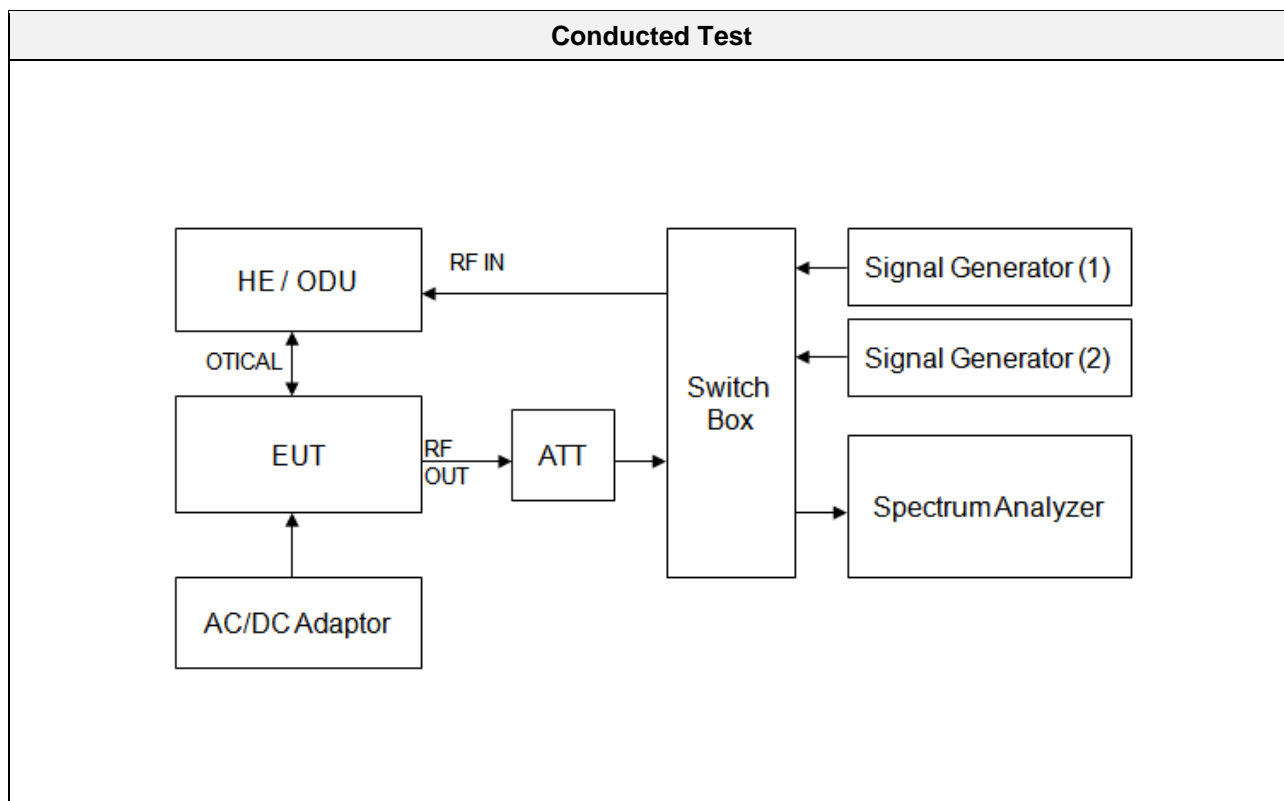 Conducted Test
HE / ODU
RF IN
Signal Generator (1)
Signal Generator (2)
OTICAL
Switch
Box
EUT
RF
OUT
ATT
Spectrum Analyzer
AC/DC Adaptor